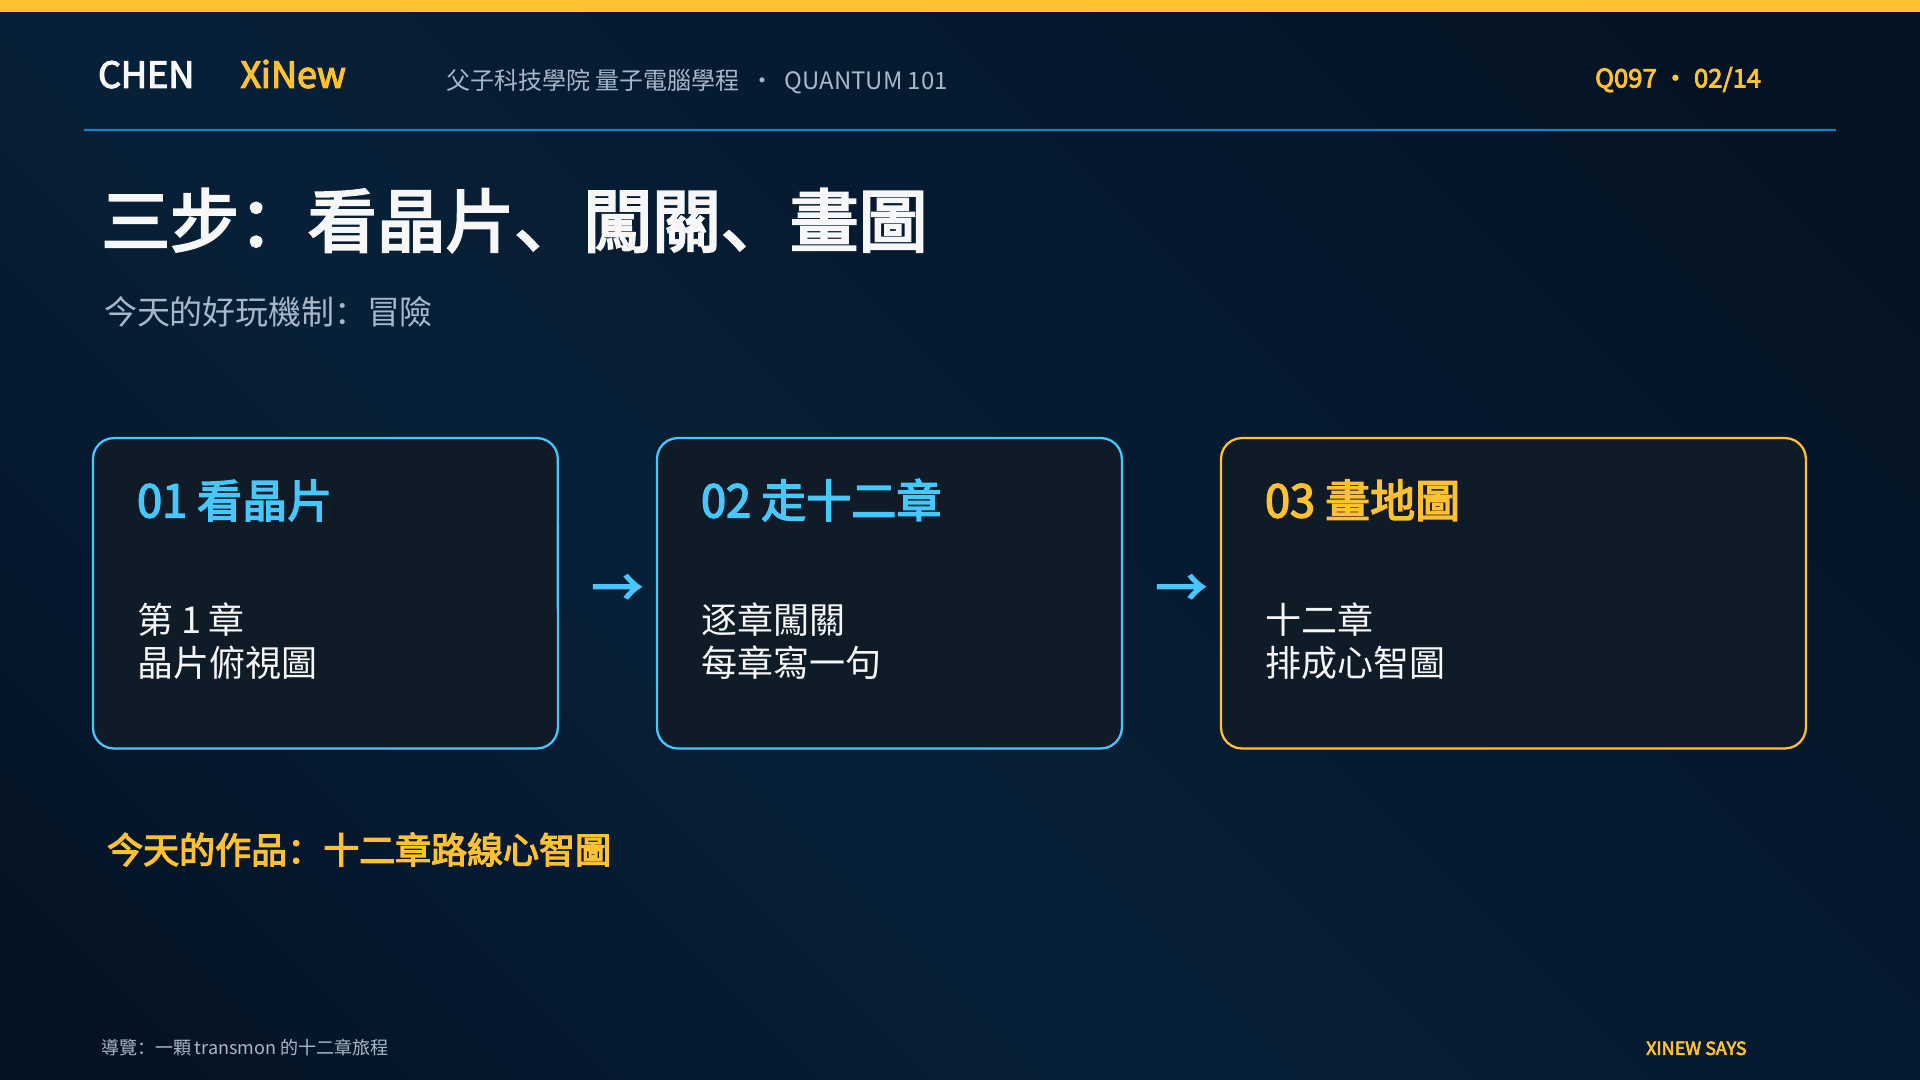 CHEN XiNew 父子科技學院 量子電腦學程 · QUANTUM 101 Q097 · 02/14
三步：看晶片、闖關、畫圖
今天的好玩機制：冒險
01 看晶片
第 1 章
晶片俯視圖
→
02 走十二章
逐章闖關
每章寫一句
→
03 畫地圖
十二章
排成心智圖
今天的作品：十二章路線心智圖
導覽：一顆 transmon 的十二章旅程
XINEW SAYS